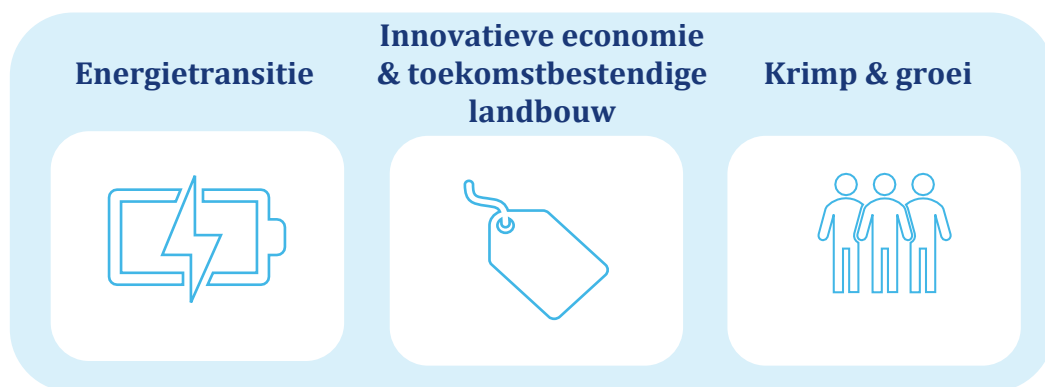 Energietransitie
Innovatieve economie
& toekomstbestendige
landbouw
Krimp & groei